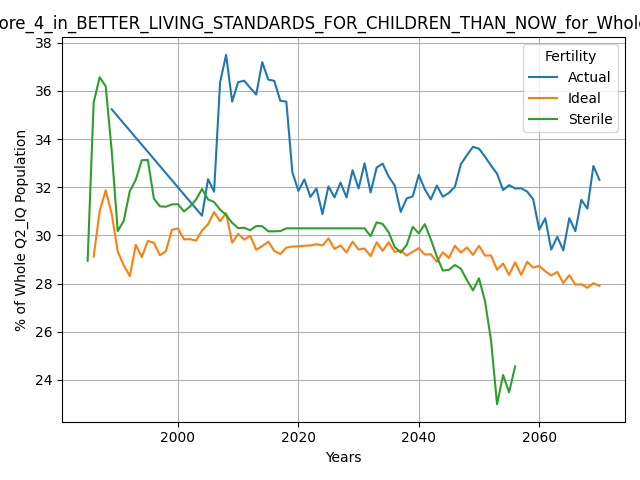 ore_4_in_BETTER_LIVING_STANDARDS_FOR_CHILDREN_THAN_NOW_for_Whole
38
36
34
32
30
28
26
24
% of Whole Q2_IQ Population
Fertility
Actual
Ideal
Sterile
2000
2020
2040
2060
Years